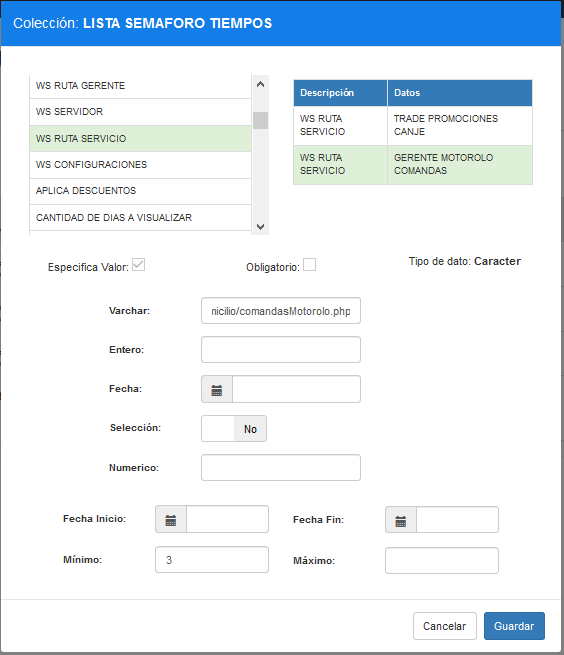 Colección: LISTA SEMAFORO TIEMPOS
WS RUTA GERENTE
WS SERVIDOR
WS RUTA SERVICIO
WS CONFIGURACIONES
APLICA DESCUENTOS
CANTIDAD DE DIAS A VISUALIZAR
Descripción Datos
WS RUTA SERVICIO TRADE PROMOCIONES CANJE
WS RUTA SERVICIO GERENTE MOTOROLO COMANDAS
Especifica Valor:
Obligatorio:
Tipo de dato: Caracter
Varchar: nicilio/comandasMotorolo.php
Entero:
Fecha:
Selección: No
Numerico:
Fecha Inicio:
Fecha Fin:
Mínimo: 3
Máximo:
Cancelar Guardar